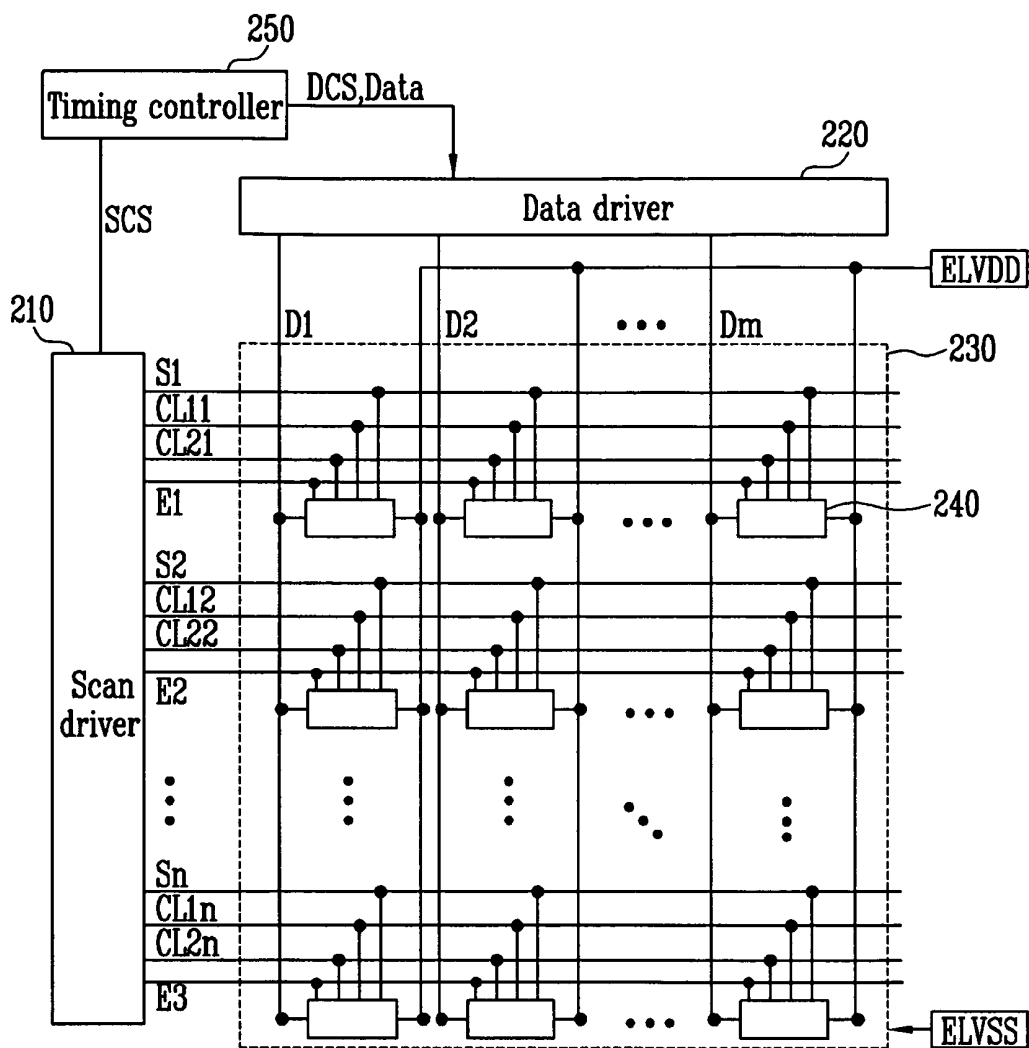 250
Timing controller
DCS,Data
220
Data driver
SCS
ELVDD
210
D1
D2
Dm
230
S1
CL11
CL21
E1
240
S2
CL12
CL22
E2
Scan
driver
Sn
CL1n
CL2n
E3
ELVSS